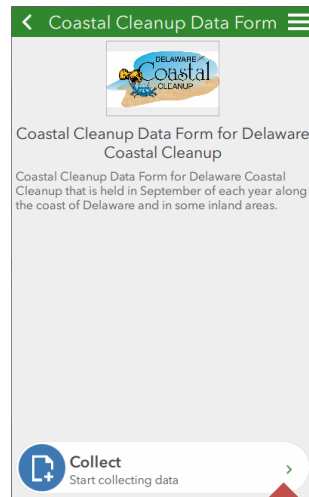 Coastal Cleanup Data Form
DELAWARE
Coastal
CLEANUP
Coastal Cleanup Data Form for Delaware
Coastal Cleanup
Coastal Cleanup Data Form for Delaware Coastal
Cleanup that is held in September of each year along
the coast of Delaware and in some inland areas.
Collect
Start collecting data